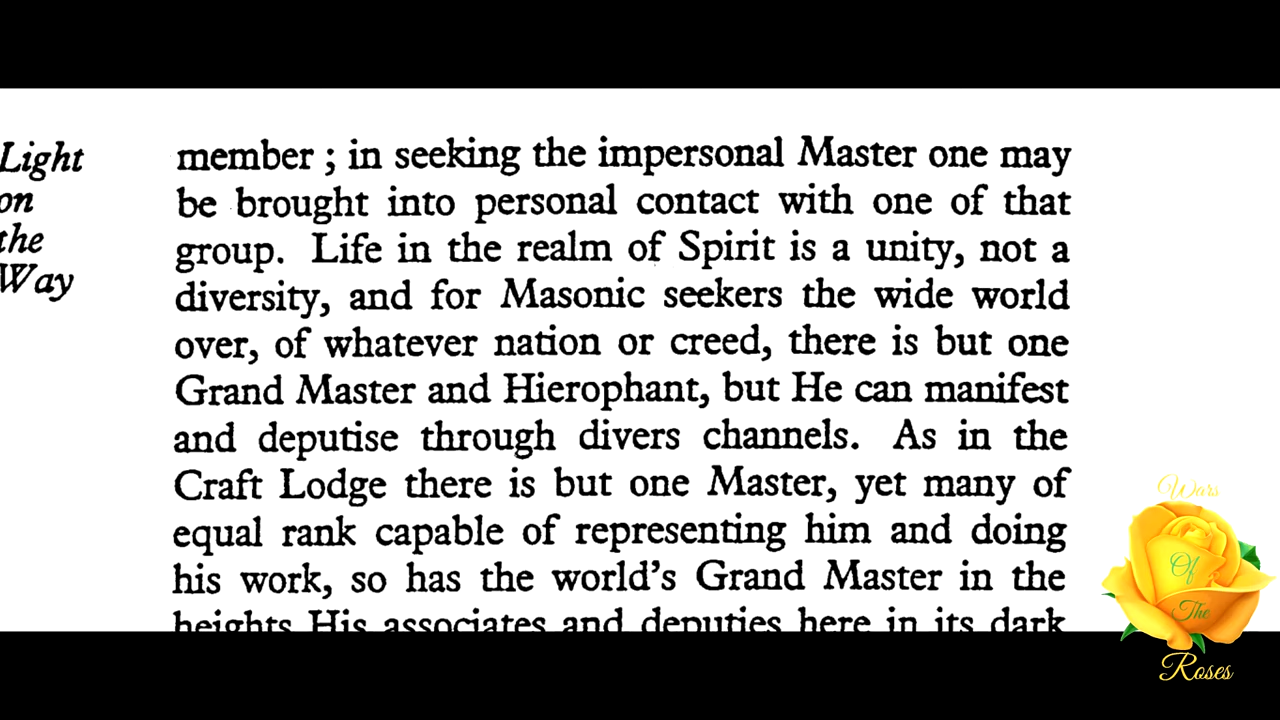 Light
on
the
Way
member ; in seeking the impersonal Master one may
be brought into personal contact with one of that
group. Life in the realm of Spirit is a unity, not a
diversity, and for Masonic seekers the wide world
over, of whatever nation or creed, there is but one
Grand Master and Hierophant, but He can manifest
and deputise through divers channels. As in the
Craft Lodge there is but one Master, yet many of
equal rank capable of representing him and doing
his work, so has the world's Grand Master in the
heights His associates and deputies here in its dark
Wars
Of
The
Roses